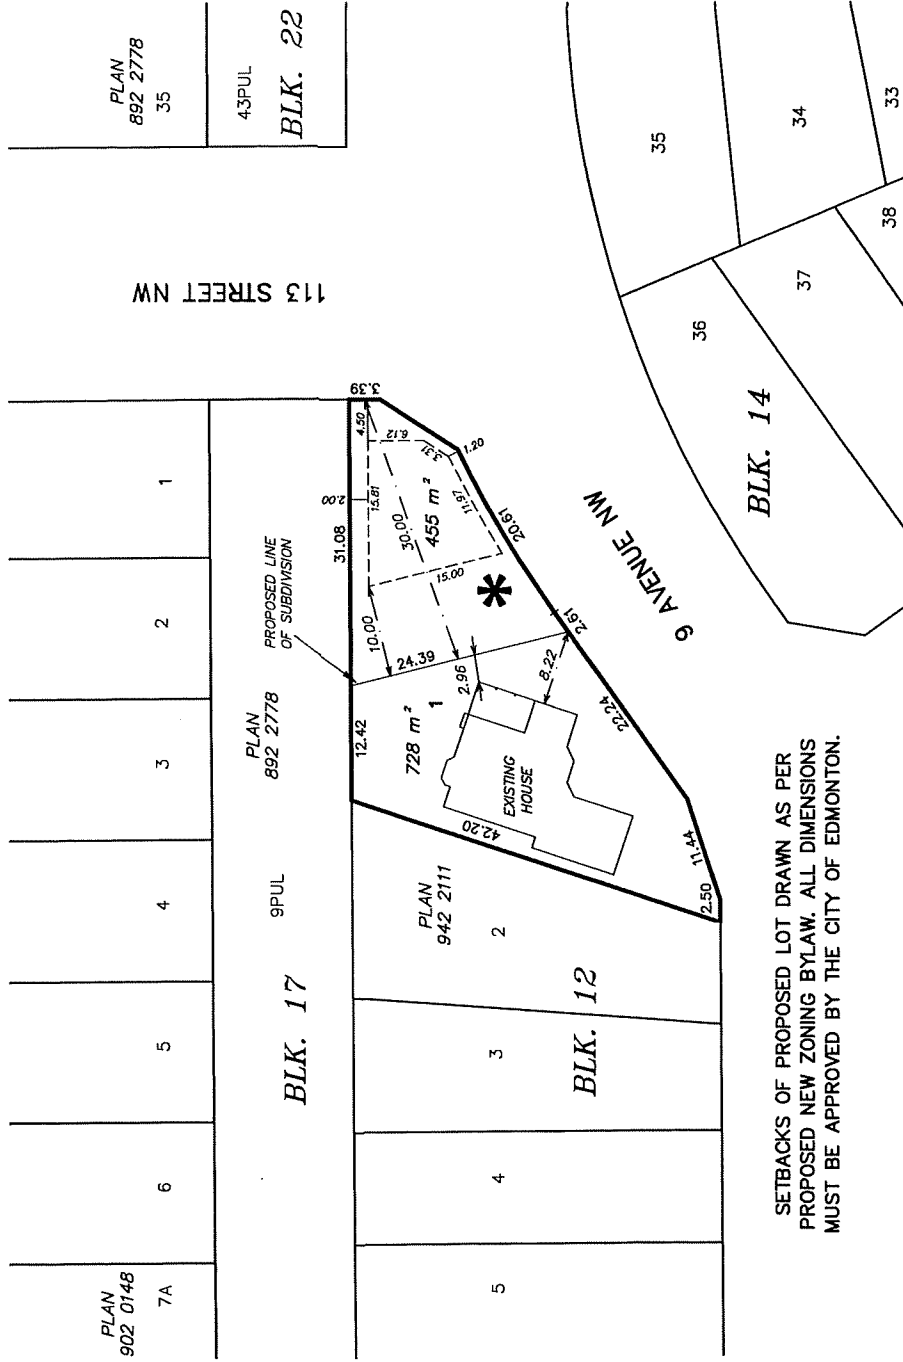 PLAN
892 2778
35
43PUL
BLK. 22
113 STREET NW
35
34
33
36
37
38
BLK. 14
9 AVENUE NW
1
2
3
4
5
6
7A
PLAN
902 0148
PROPOSED LINE
OF SUBDIVISION
PLAN
892 2778
9PUL
BLK. 17
3.39
4.50
6.12
3.31
1.20
2.00
15.81
11.97
30.00
455 m²
31.08
20.61
15.00
*
10.00
24.39
2.61
2.96
8.22
12.42
728 m²
1
22.24
EXISTING
HOUSE
42.20
11.44
2.50
PLAN
942 2111
2
BLK. 12
3
4
5
SETBACKS OF PROPOSED LOT DRAWN AS PER
PROPOSED NEW ZONING BYLAW. ALL DIMENSIONS
MUST BE APPROVED BY THE CITY OF EDMONTON.